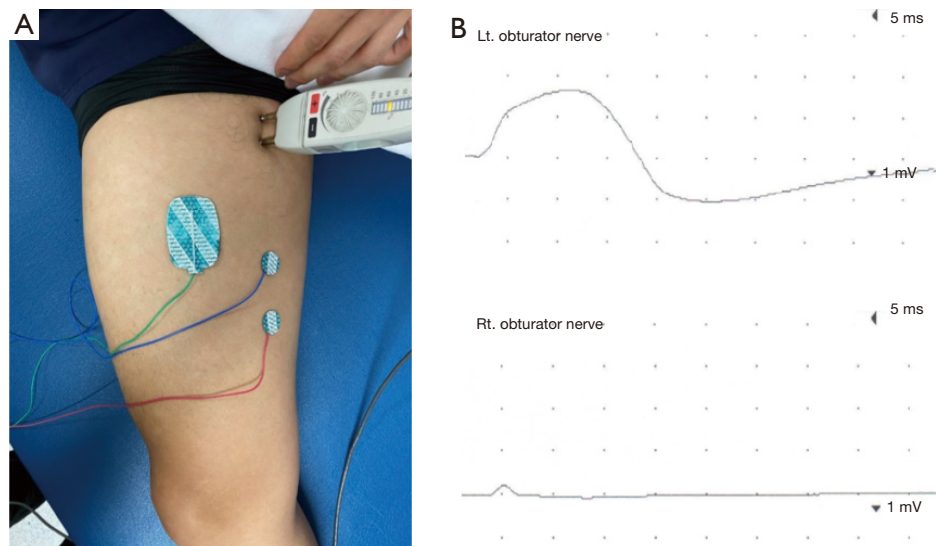 A
B
Lt. obturator nerve
5 ms
1 mV
Rt. obturator nerve
5 ms
1 mV